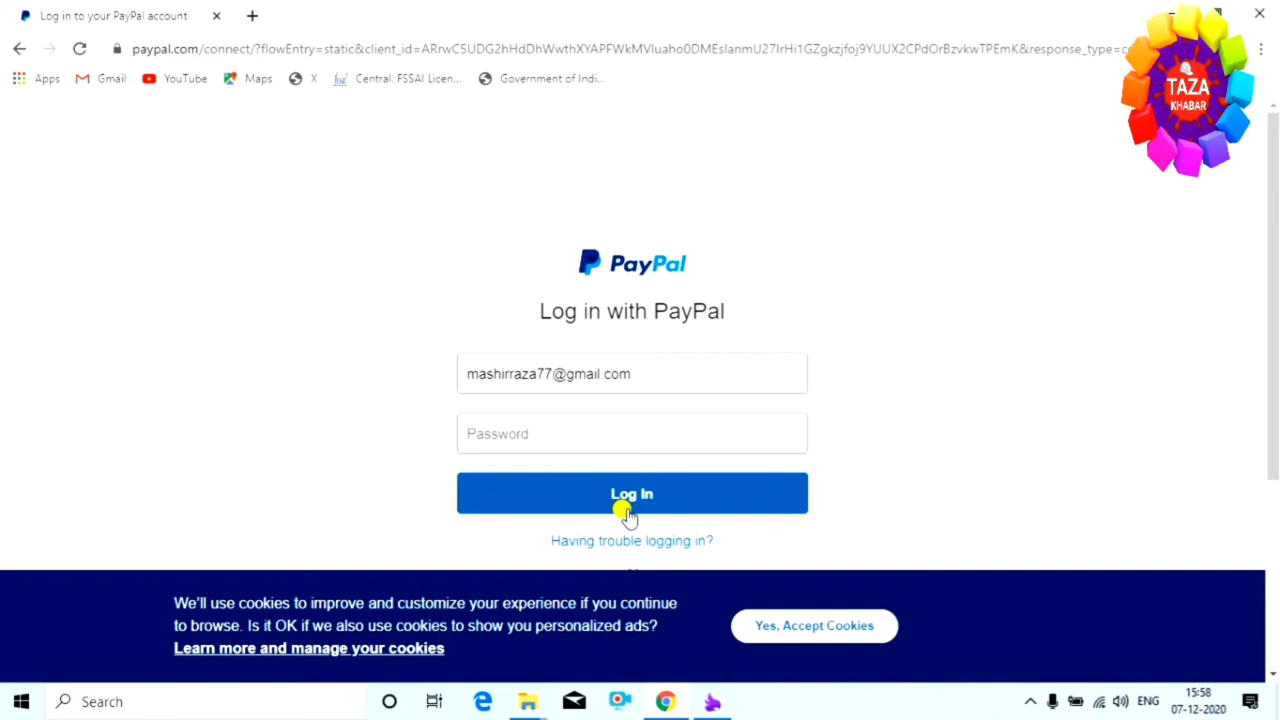 Log in to your PayPal account
paypal.com/connect/?flowEntry=static&client_id=
Apps Gmail YouTube Maps X Central. FSSAI Licen... Government of Indi...
TAZA
KHABAR
PayPal
Log in with PayPal
mashirraza77@gmail.com
Password
Log In
Having trouble logging in?
We'll use cookies to improve and customize your experience if you continue
to browse. Is it OK if we also use cookies to show you personalized ads?
Learn more and manage your cookies
Yes, Accept Cookies
Search
ENG
15:58
07-12-2020